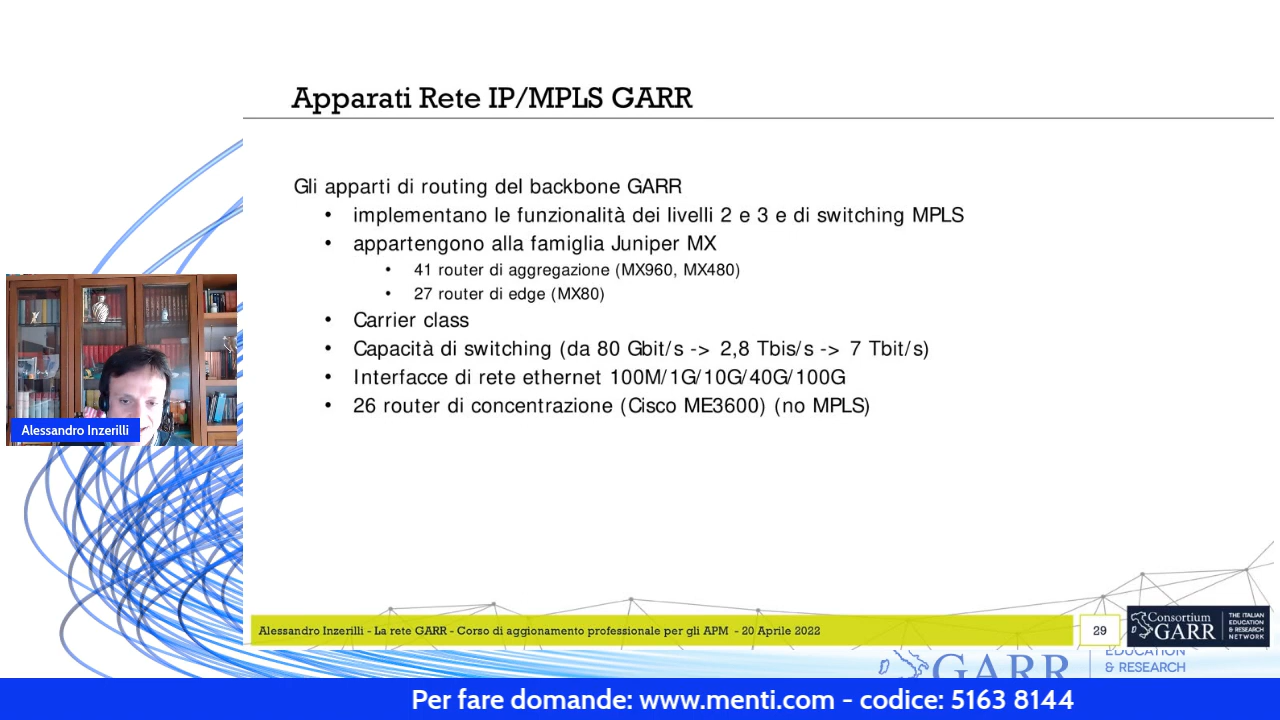 Apparati Rete IP/MPLS GARR
Gli apparti di routing del backbone GARR
• implementano le funzionalità dei livelli 2 e 3 e di switching MPLS
• appartengono alla famiglia Juniper MX
• 41 router di aggregazione (MX960, MX480)
• 27 router di edge (MX80)
• Carrier class
• Capacità di switching (da 80 Gbit/s -> 2,8 Tbis/s -> 7 Tbit/s)
• Interfacce di rete ethernet 100M/1G/10G/40G/100G
• 26 router di concentrazione (Cisco ME3600) (no MPLS)
Alessandro Inzerilli
Alessandro Inzerilli - La rete GARR - Corso di aggionamento professionale per gli APM - 20 Aprile 2022
29
Consortium
GARR
THE ITALIAN
EDUCATION
& RESEARCH
NETWORK
GARR
EDUCATION
& RESEARCH
Per fare domande: www.menti.com - codice: 5163 8144